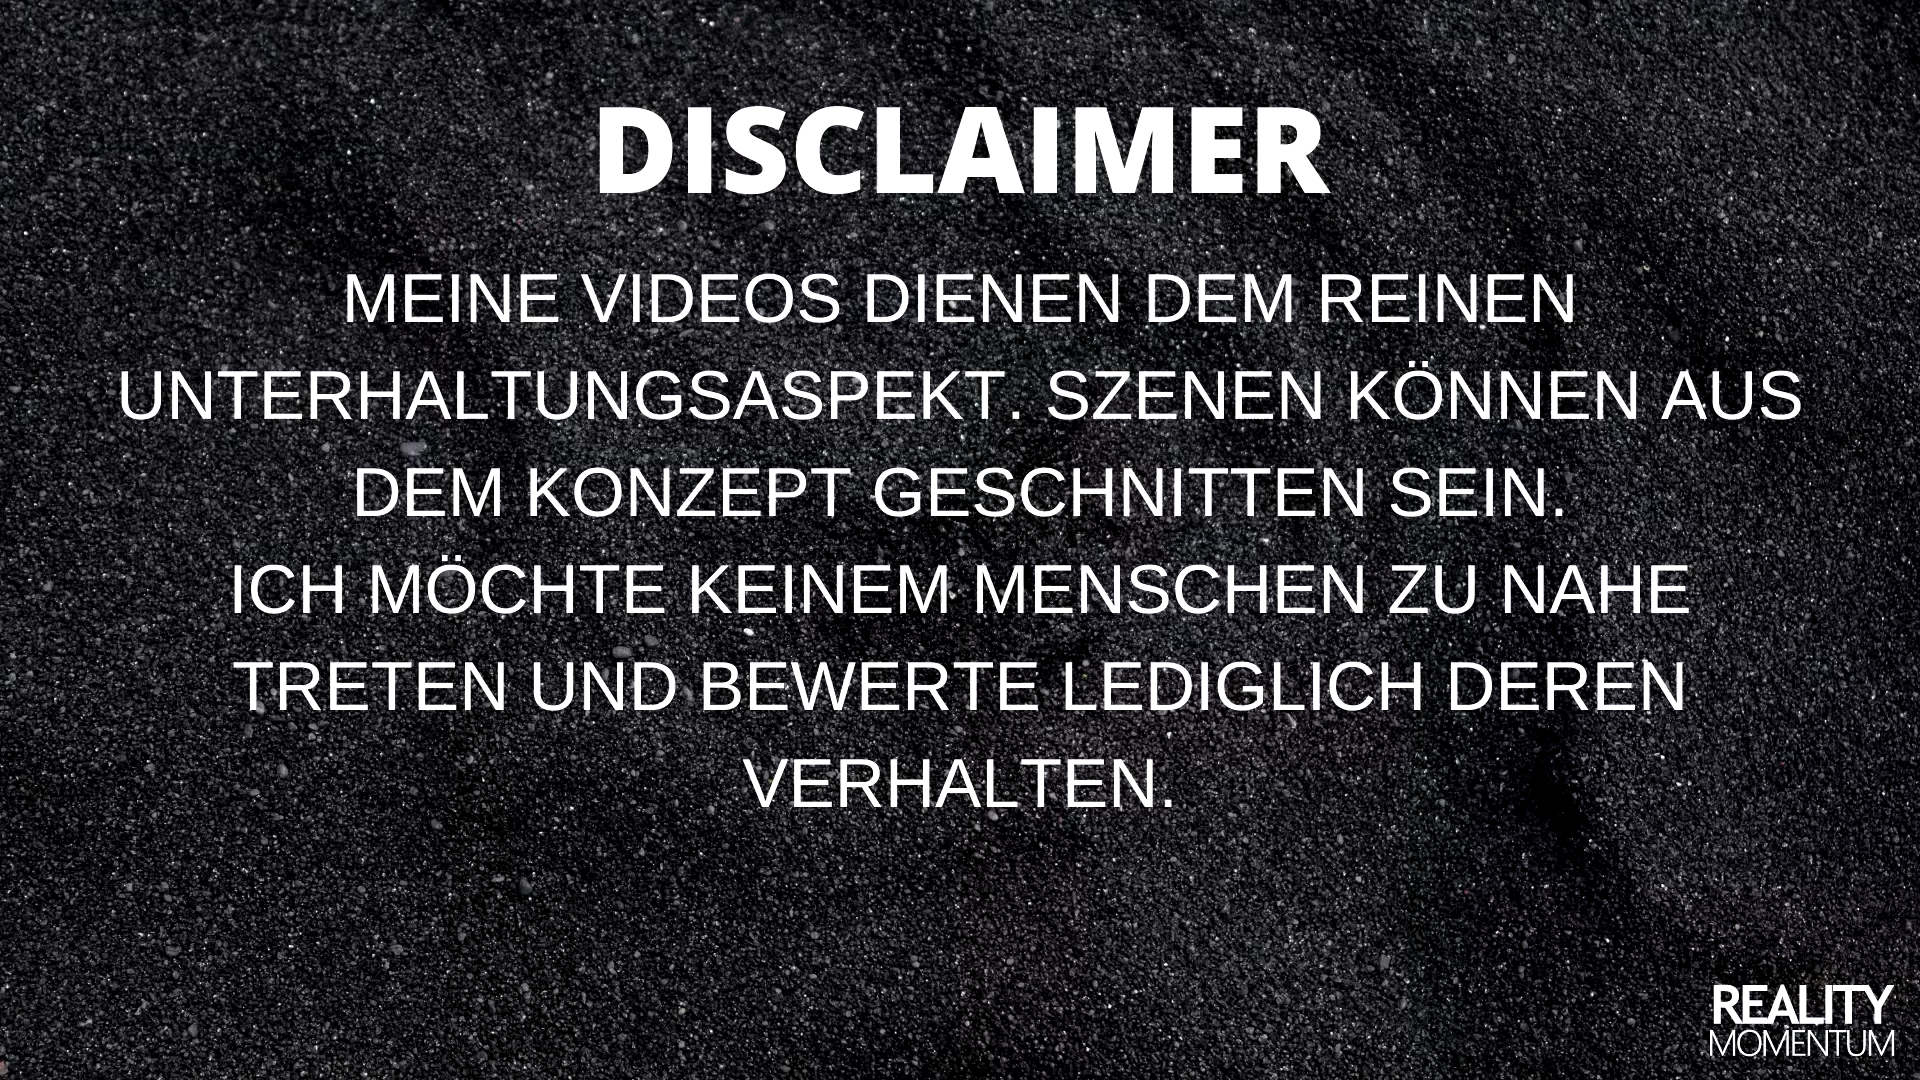 DISCLAIMER
MEINE VIDEOS DIENEN DEM REINEN
UNTERHALTUNGSASPEKT. SZENEN KÖNNEN AUS
DEM KONZEPT GESCHNITTEN SEIN.
ICH MÖCHTE KEINEM MENSCHEN ZU NAHE
TRETEN UND BEWERTE LEDIGLICH DEREN
VERHALTEN.
REALITY
MOMENTUM